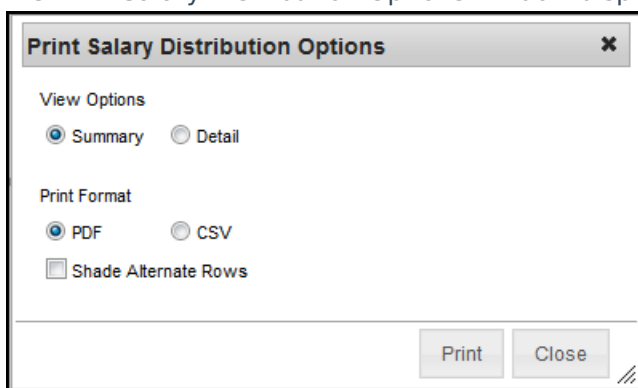 Print Salary Distribution Options
View Options
Summary Detail
Print Format
PDF CSV
Shade Alternate Rows
Print Close